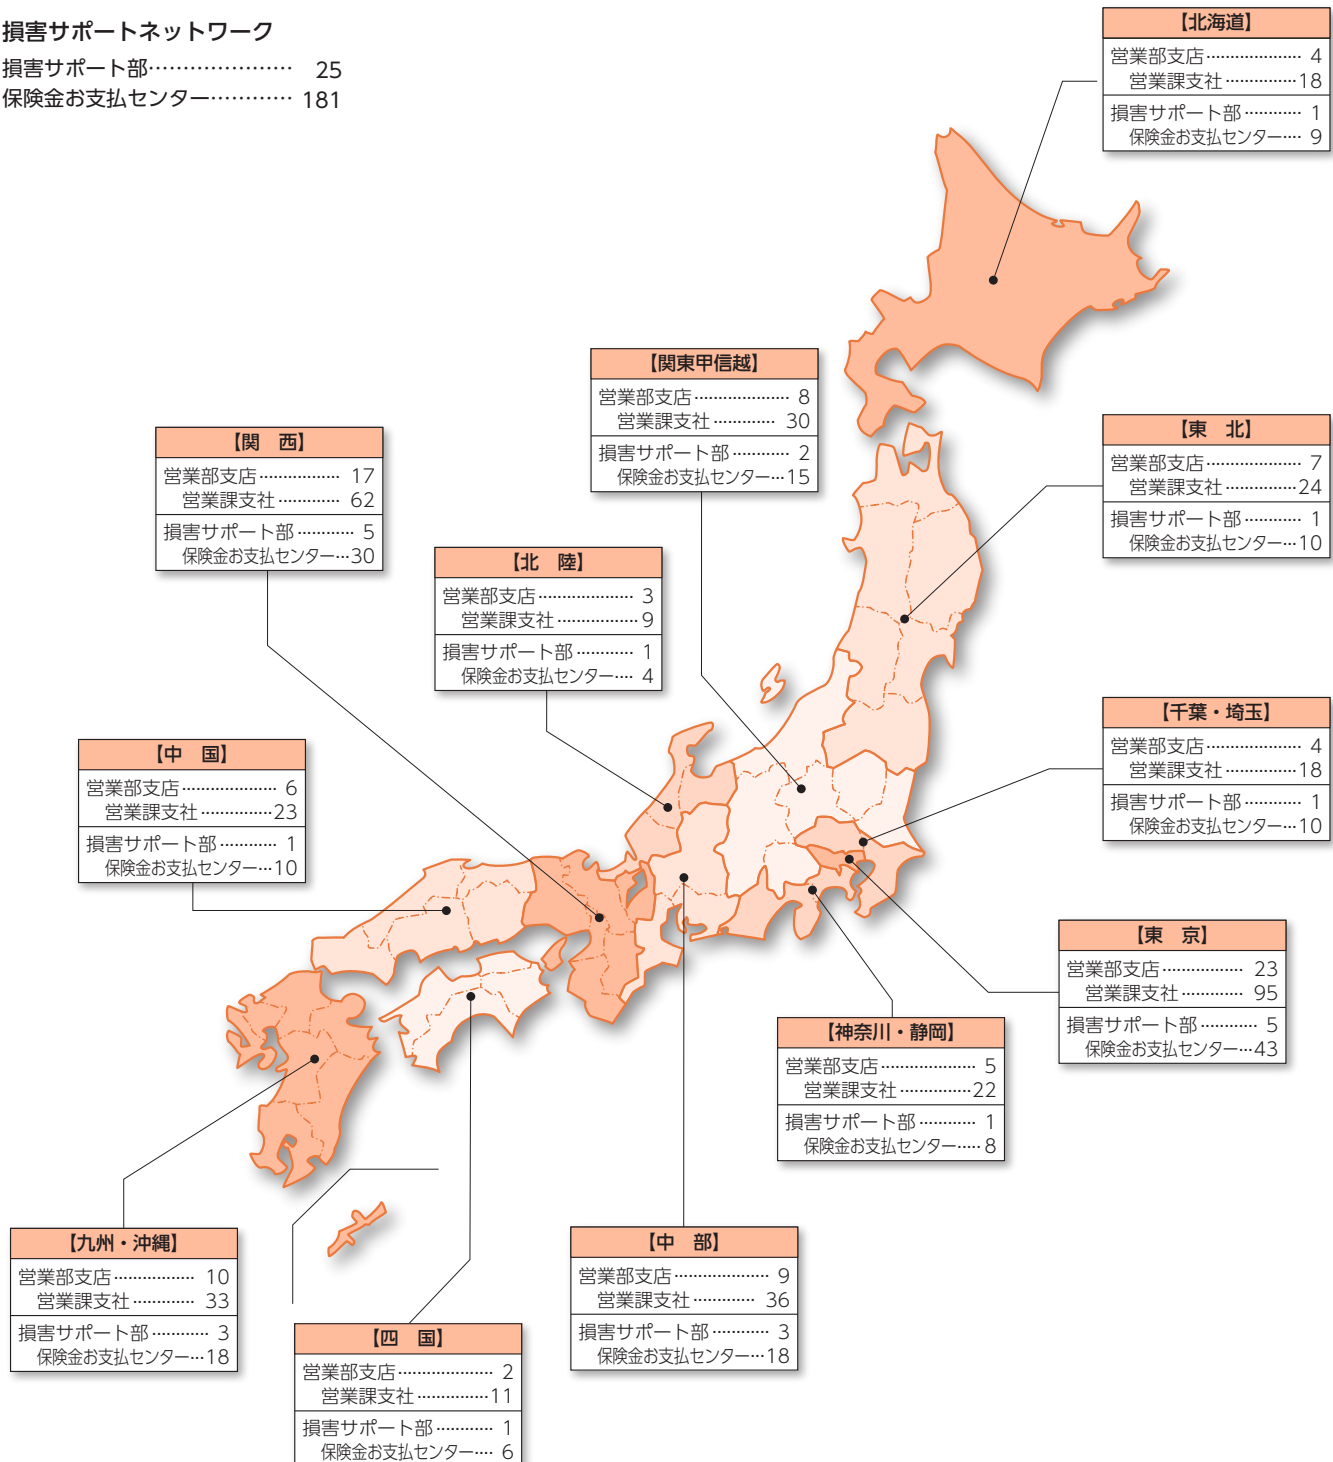 損害サポートネットワーク
損害サポート部………………… 25
保険金お支払センター………… 181
【北海道】
営業部支店………………… 4
営業課支社……………18
損害サポート部………… 1
保険金お支払センター…… 9
【関東甲信越】
営業部支店………………… 8
営業課支社………… 30
損害サポート部………… 2
保険金お支払センター…15
【関　西】
営業部支店……………… 17
営業課支社………… 62
損害サポート部………… 5
保険金お支払センター…30
【東　北】
営業部支店………………… 7
営業課支社……………24
損害サポート部………… 1
保険金お支払センター…10
【北　陸】
営業部支店………………… 3
営業課支社………………9
損害サポート部………… 1
保険金お支払センター…… 4
【千葉・埼玉】
営業部支店………………… 4
営業課支社……………18
損害サポート部………… 1
保険金お支払センター…10
【中　国】
営業部支店………………… 6
営業課支社……………23
損害サポート部………… 1
保険金お支払センター…10
【東　京】
営業部支店……………… 23
営業課支社………… 95
損害サポート部………… 5
保険金お支払センター…43
【神奈川・静岡】
営業部支店………………… 5
営業課支社……………22
損害サポート部………… 1
保険金お支払センター……8
【九州・沖縄】
営業部支店……………… 10
営業課支社………… 33
損害サポート部………… 3
保険金お支払センター…18
【中　部】
営業部支店………………… 9
営業課支社………… 36
損害サポート部………… 3
保険金お支払センター…18
【四　国】
営業部支店………………… 2
営業課支社……………11
損害サポート部………… 1
保険金お支払センター…… 6